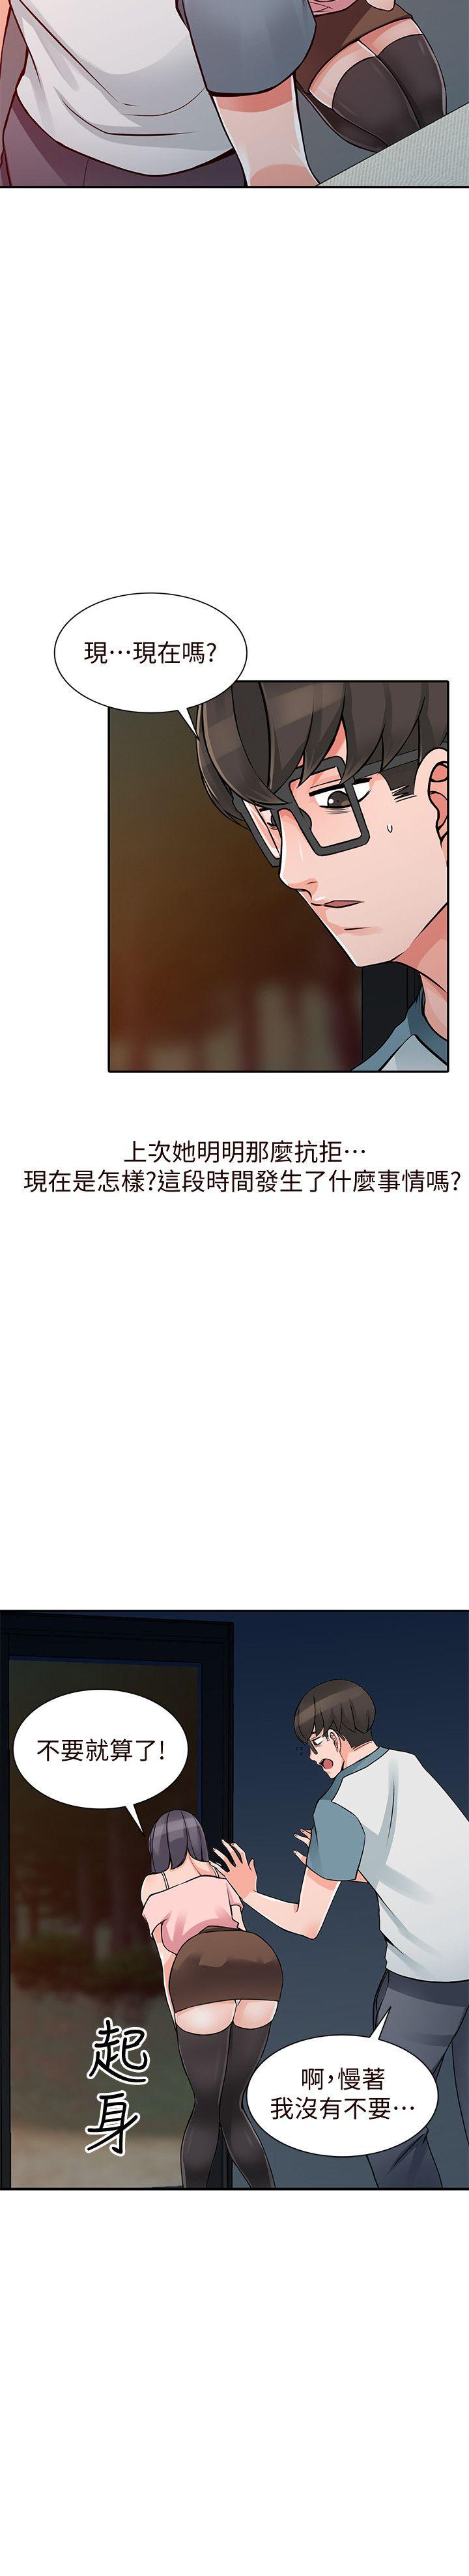 現⋯現在嗎?
上次她明明那麼抗拒⋯
現在是怎樣?這段時間發生了什麼事情嗎?
不要就算了!
起
身
啊,慢著
我沒有不要⋯